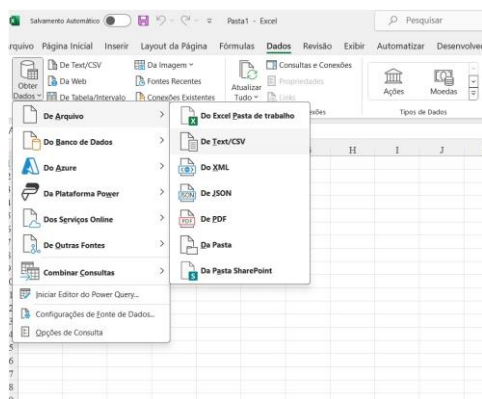 Salvamento Automático
Pasta1 - Excel
Pesquisar
rquivo Página Inicial Inserir Layout da Página Fórmulas Dados Revisão Exibir Automatizar Desenvolve
Obter Dados
De Text/CSV
Da Web
De Tabela/Intervalo
Da Imagem
Fontes Recentes
Conexões Existentes
Atualizar Tudo
Consultas e Conexões
Propriedades
Links
xões
Ações
Moedas
Tipos de Dados
De Arquivo
Do Banco de Dados
Do Azure
Da Plataforma Power
Dos Serviços Online
De Outras Fontes
Combinar Consultas
Iniciar Editor do Power Query...
Configurações de Fonte de Dados...
Opções de Consulta
Do Excel Pasta de trabalho
De Text/CSV
Do XML
De JSON
De PDF
Da Pasta
Da Pasta SharePoint
H I J
5
6
7
8
9